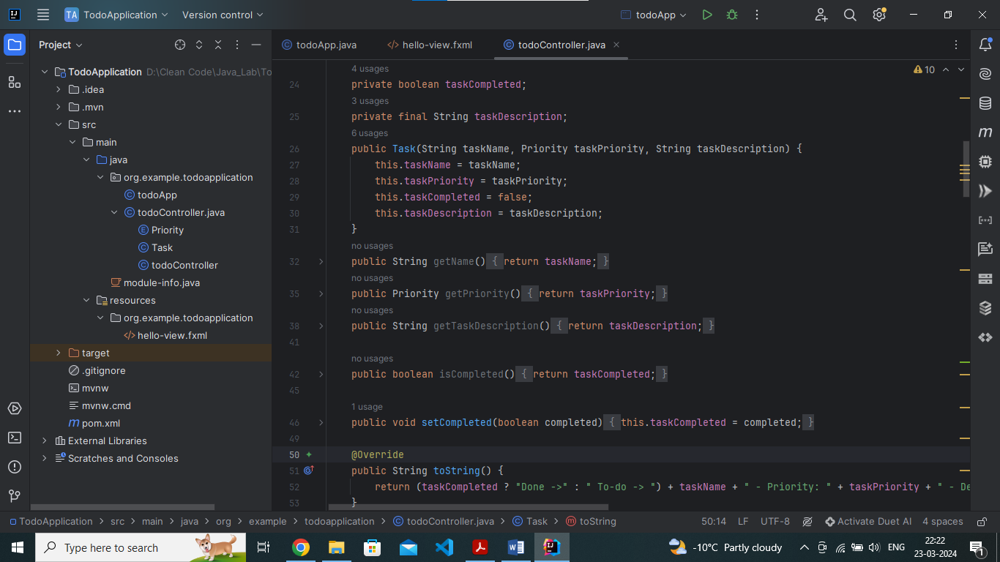 TA TodoApplication Version control todoApp
Project
todoApp.java hello-view.fxml todoController.java
TodoApplication D:\Clean Code\Java_Lab\To
.idea
.mvn
src
main
java
org.example.todoapplication
todoApp
todoController.java
Priority
Task
todoController
module-info.java
resources
org.example.todoapplication
hello-view.fxml
target
.gitignore
mvnw
mvnw.cmd
pom.xml
External Libraries
Scratches and Consoles
10
4 usages
24 private boolean taskCompleted;
3 usages
25 private final String taskDescription;
6 usages
26 public Task(String taskName, Priority taskPriority, String taskDescription) {
27 this.taskName = taskName;
28 this.taskPriority = taskPriority;
29 this.taskCompleted = false;
30 this.taskDescription = taskDescription;
31 }
no usages
32 public String getName() { return taskName; }
no usages
35 public Priority getPriority() { return taskPriority; }
no usages
38 public String getTaskDescription() { return taskDescription; }
41
no usages
42 public boolean isCompleted() { return taskCompleted; }
45
1 usage
46 public void setCompleted(boolean completed) { this.taskCompleted = completed; }
49
50 @Override
51 public String toString() {
52 return (taskCompleted ? "Done ->" : " To-do -> ") + taskName + " - Priority: " + taskPriority + " - De
53 }
TodoApplication > src > main > java > org > example > todoapplication > todoController.java > Task > toString 50:14 LF UTF-8 Activate Duet AI 4 spaces
Type here to search -10°C Partly cloudy ENG 22:22
23-03-2024 1